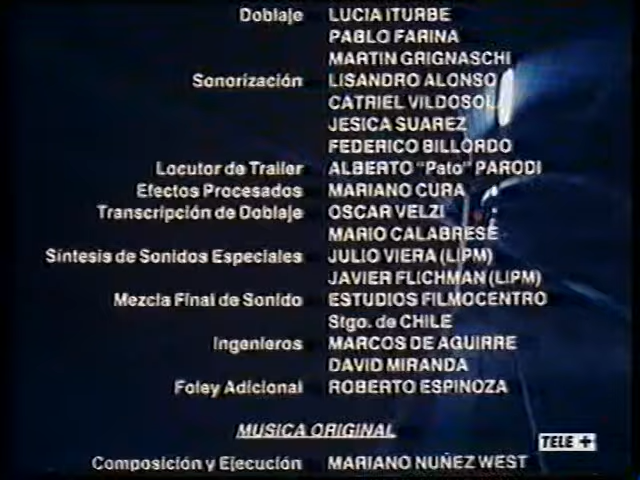 Doblaje LUCIA ITURBE
PABLO FARINA
MARTIN GRIGNASCHI
Sonorización LISANDRO ALONSO
CATRIEL VILDOSOLA
JESICA SUAREZ
FEDERICO BILLORDO
Locutor de Trailer ALBERTO "Pato" PARODI
Efectos Procesados MARIANO CURA
Transcripción de Doblaje OSCAR VELZI
MARIO CALABRESE
Síntesis de Sonidos Especiales JULIO VIERA (LIPM)
JAVIER FLICHMAN (LIPM)
Mezcla Final de Sonido ESTUDIOS FILMOCENTRO
Stgo. de CHILE
Ingenieros MARCOS DE AGUIRRE
DAVID MIRANDA
Foley Adicional ROBERTO ESPINOZA
MUSICA ORIGINAL
TELE +
Composición y Ejecución MARIANO NUÑEZ WEST